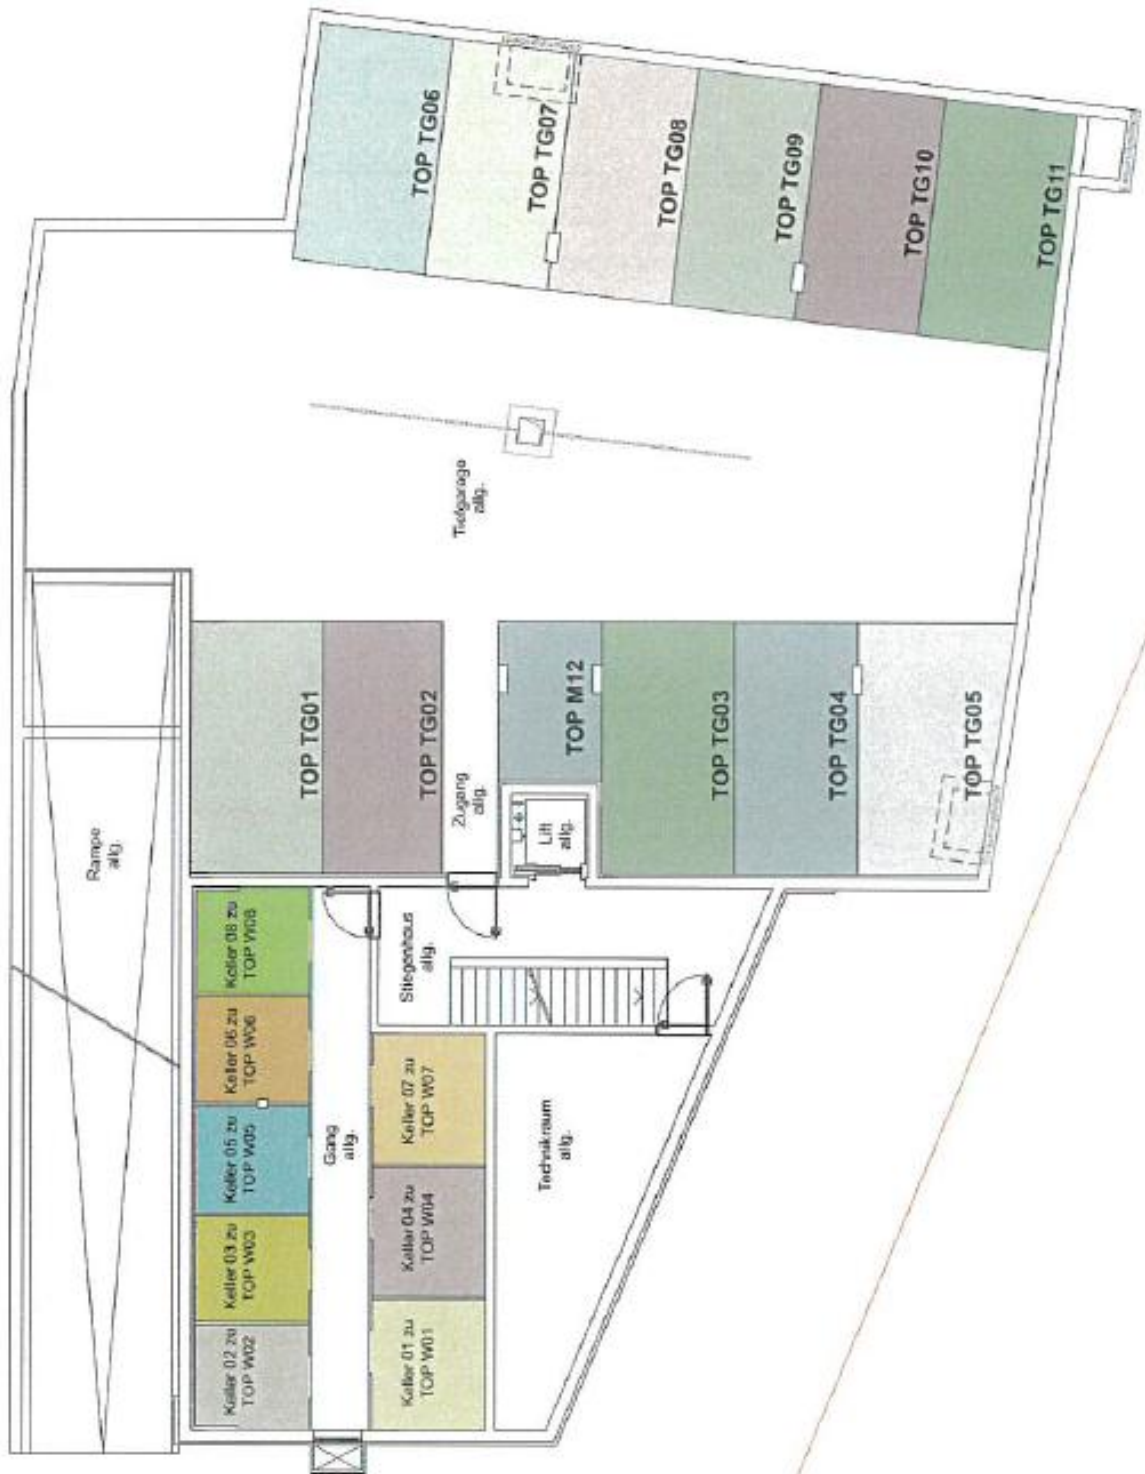 TOP TG06
TOP TG07
TOP TG08
TOP TG09
TOP TG10
TOP TG11
Tiefgarage
allg.
TOP TG01
TOP TG02
Zugang
allg.
TOP M12
TOP TG03
TOP TG04
TOP TG05
Lift
allg.
Rampe
allg.
Stiegenhaus
allg.
Keller 08 zu
TOP W08
Keller 06 zu
TOP W06
Keller 05 zu
TOP W05
Keller 03 zu
TOP W03
Keller 02 zu
TOP W02
Gang
allg.
Keller 07 zu
TOP W07
Keller 04 zu
TOP W04
Keller 01 zu
TOP W01
Technikraum
allg.